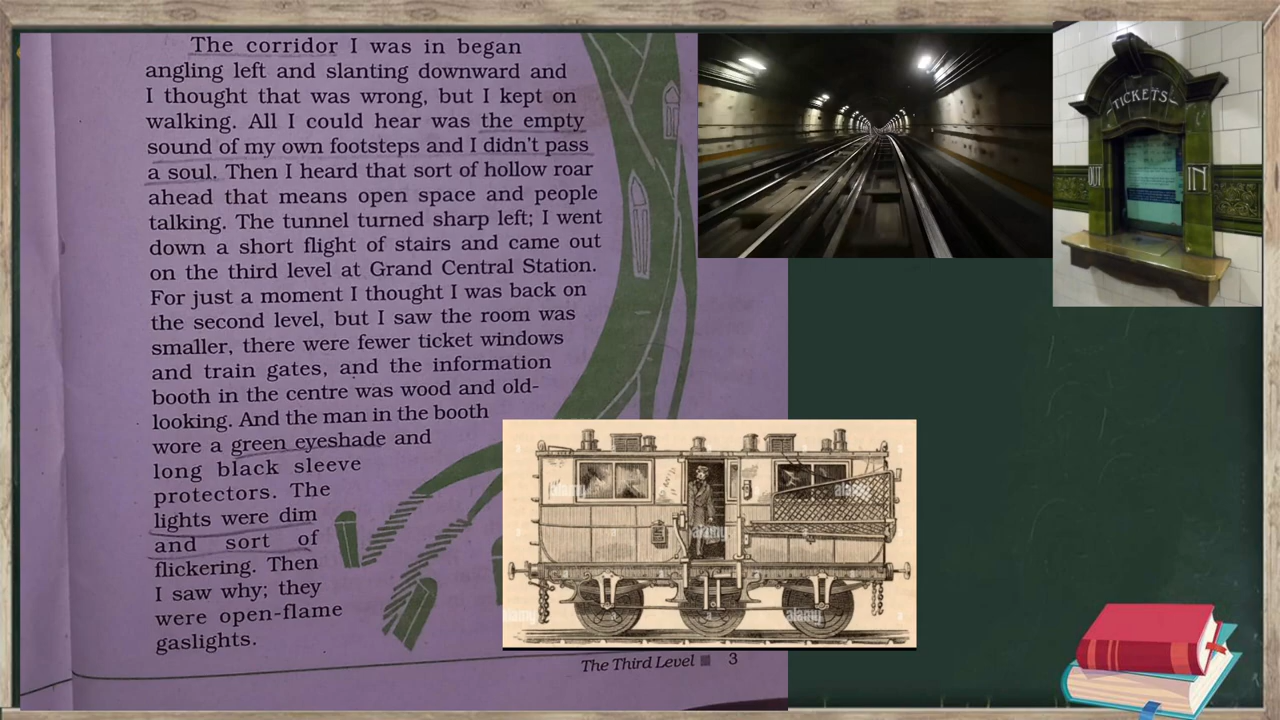 The corridor I was in began
angling left and slanting downward and
I thought that was wrong, but I kept on
walking. All I could hear was the empty
sound of my own footsteps and I didn't pass
a soul. Then I heard that sort of hollow roar
ahead that means open space and people
talking. The tunnel turned sharp left; I went
down a short flight of stairs and came out
on the third level at Grand Central Station.
For just a moment I thought I was back on
the second level, but I saw the room was
smaller, there were fewer ticket windows
and train gates, and the information
booth in the centre was wood and old-
looking. And the man in the booth
wore a green eyeshade and
long black sleeve
protectors. The
lights were dim
and sort of
flickering. Then
I saw why; they
were open-flame
gaslights.
The Third Level ■ 3
TICKETS
OUT
IN
alamy
alamy
alamy
alamy
alamy